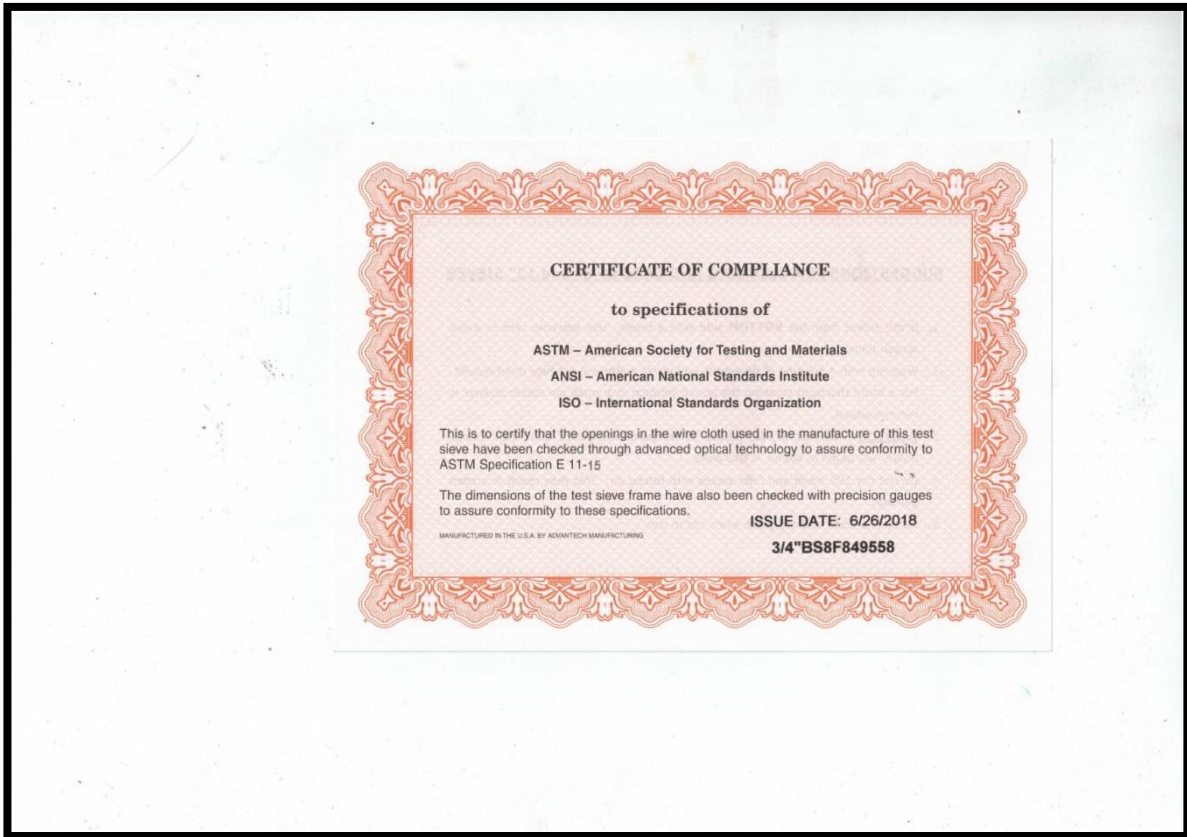 CERTIFICATE OF COMPLIANCE
to specifications of
ASTM – American Society for Testing and Materials
ANSI – American National Standards Institute
ISO – International Standards Organization
This is to certify that the openings in the wire cloth used in the manufacture of this test
sieve have been checked through advanced optical technology to assure conformity to
ASTM Specification E 11-15
The dimensions of the test sieve frame have also been checked with precision gauges
to assure conformity to these specifications.
ISSUE DATE: 6/26/2018
MANUFACTURED IN THE U.S.A. BY ADVANTECH MANUFACTURING
3/4"BS8F849558